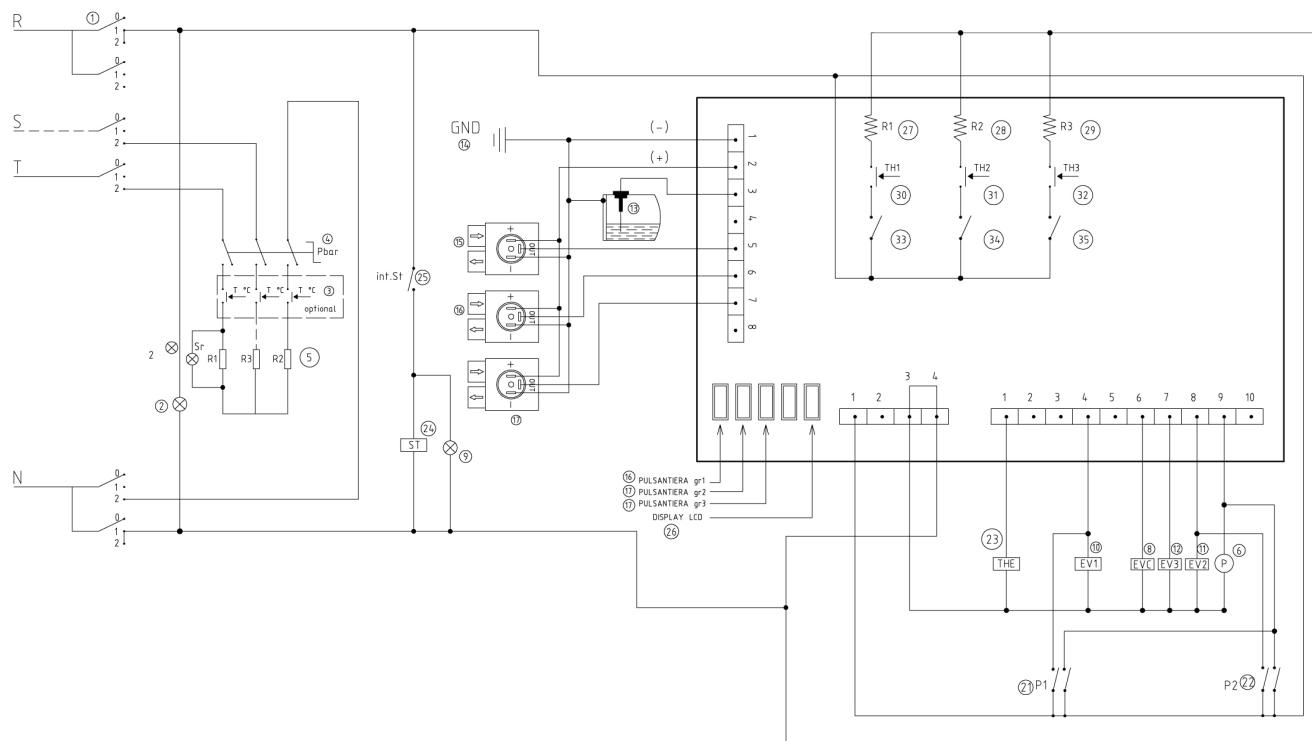 R
①
0
1
2
0
1
2
S
0
1
2
T
0
1
2
④
Pbar
T °C
T °C
T °C
③
optional
Sr
2
R1
R3
R2
⑤
②
N
0
1
2
0
1
2
int.St
㉕
ST
㉔
⑨
GND
⑭
(-)
(+)
⑬
⑮
+
OUT
-
⑯
+
OUT
-
+
OUT
-
⑰
1
2
3
4
5
6
7
8
R1 ㉗
R2 ㉘
R3 ㉙
TH1
TH2
TH3
㉚
㉛
㉜
㉝
㉞
㉟
3 4
1 2
1 2 3 4 5 6 7 8 9 10
⑯ PULSANTIERA gr1
⑰ PULSANTIERA gr2
⑰ PULSANTIERA gr3
DISPLAY LCD
㉖
㉓
THE
⑩
EV1
⑧
EVC
⑫
EV3
⑪
EV2
⑥
P
㉑ P1
P2 ㉒